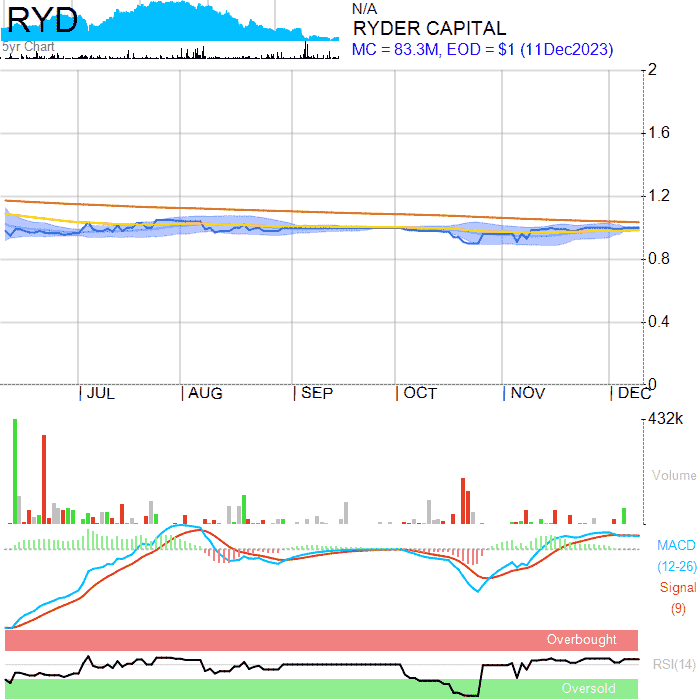 RYD
5yr Chart
N/A
RYDER CAPITAL
MC = 83.3M, EOD = $1 (11Dec2023)
2
1.6
1.2
0.8
0.4
0
| JUL | AUG | SEP | OCT | NOV | DEC
432k
Volume
MACD
(12-26)
Signal
(9)
Overbought
RSI(14)
Oversold